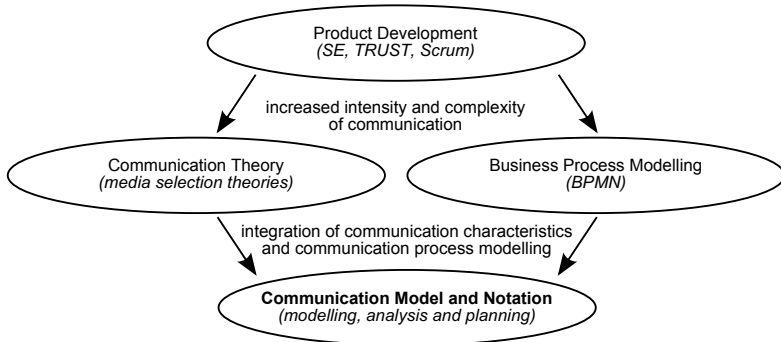 Product Development
(SE, TRUST, Scrum)
increased intensity and complexity
of communication
Communication Theory
(media selection theories)
Business Process Modelling
(BPMN)
integration of communication characteristics
and communication process modelling
Communication Model and Notation
(modelling, analysis and planning)